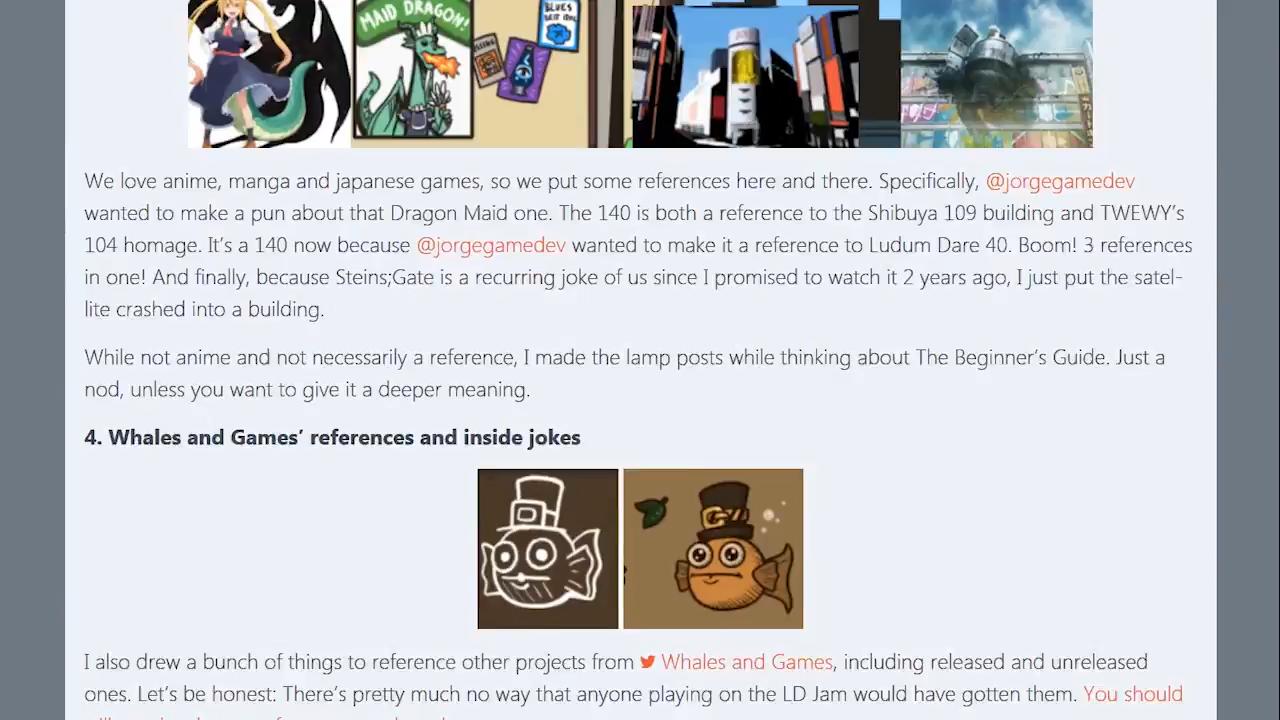 MAID DRAGON!
BLUES
We love anime, manga and japanese games, so we put some references here and there. Specifically, @jorgegamedev
wanted to make a pun about that Dragon Maid one. The 140 is both a reference to the Shibuya 109 building and TWEWY's
104 homage. It's a 140 now because @jorgegamedev wanted to make it a reference to Ludum Dare 40. Boom! 3 references
in one! And finally, because Steins;Gate is a recurring joke of us since I promised to watch it 2 years ago, I just put the satel-
lite crashed into a building.
While not anime and not necessarily a reference, I made the lamp posts while thinking about The Beginner's Guide. Just a
nod, unless you want to give it a deeper meaning.
4. Whales and Games' references and inside jokes
I also drew a bunch of things to reference other projects from Whales and Games, including released and unreleased
ones. Let's be honest: There's pretty much no way that anyone playing on the LD Jam would have gotten them. You should